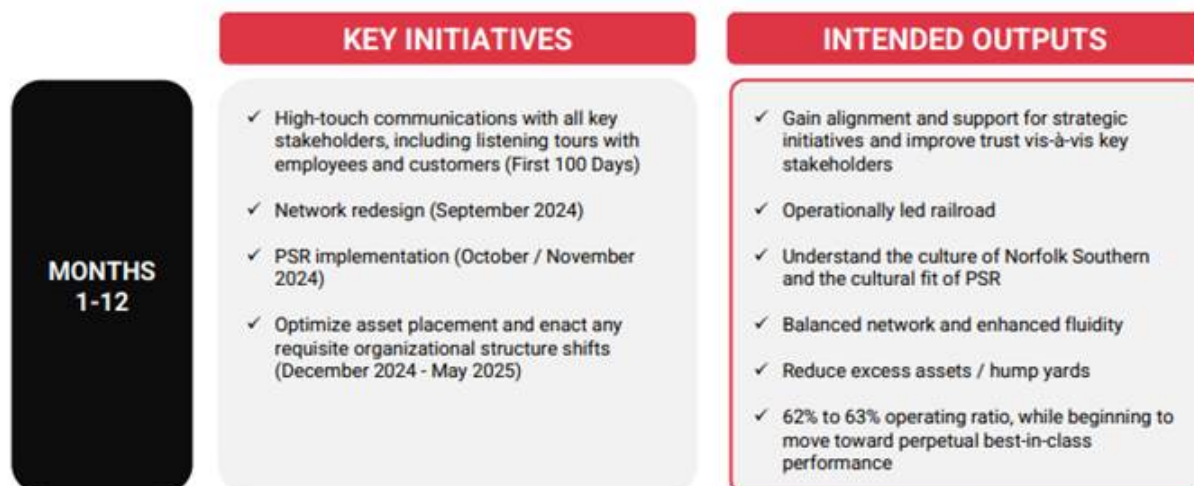 KEY INITIATIVES
INTENDED OUTPUTS
MONTHS
1-12
✓ High-touch communications with all key
stakeholders, including listening tours with
employees and customers (First 100 Days)
✓ Network redesign (September 2024)
✓ PSR implementation (October / November
2024)
✓ Optimize asset placement and enact any
requisite organizational structure shifts
(December 2024 - May 2025)
✓ Gain alignment and support for strategic
initiatives and improve trust vis-à-vis key
stakeholders
✓ Operationally led railroad
✓ Understand the culture of Norfolk Southern
and the cultural fit of PSR
✓ Balanced network and enhanced fluidity
✓ Reduce excess assets / hump yards
✓ 62% to 63% operating ratio, while beginning to
move toward perpetual best-in-class
performance